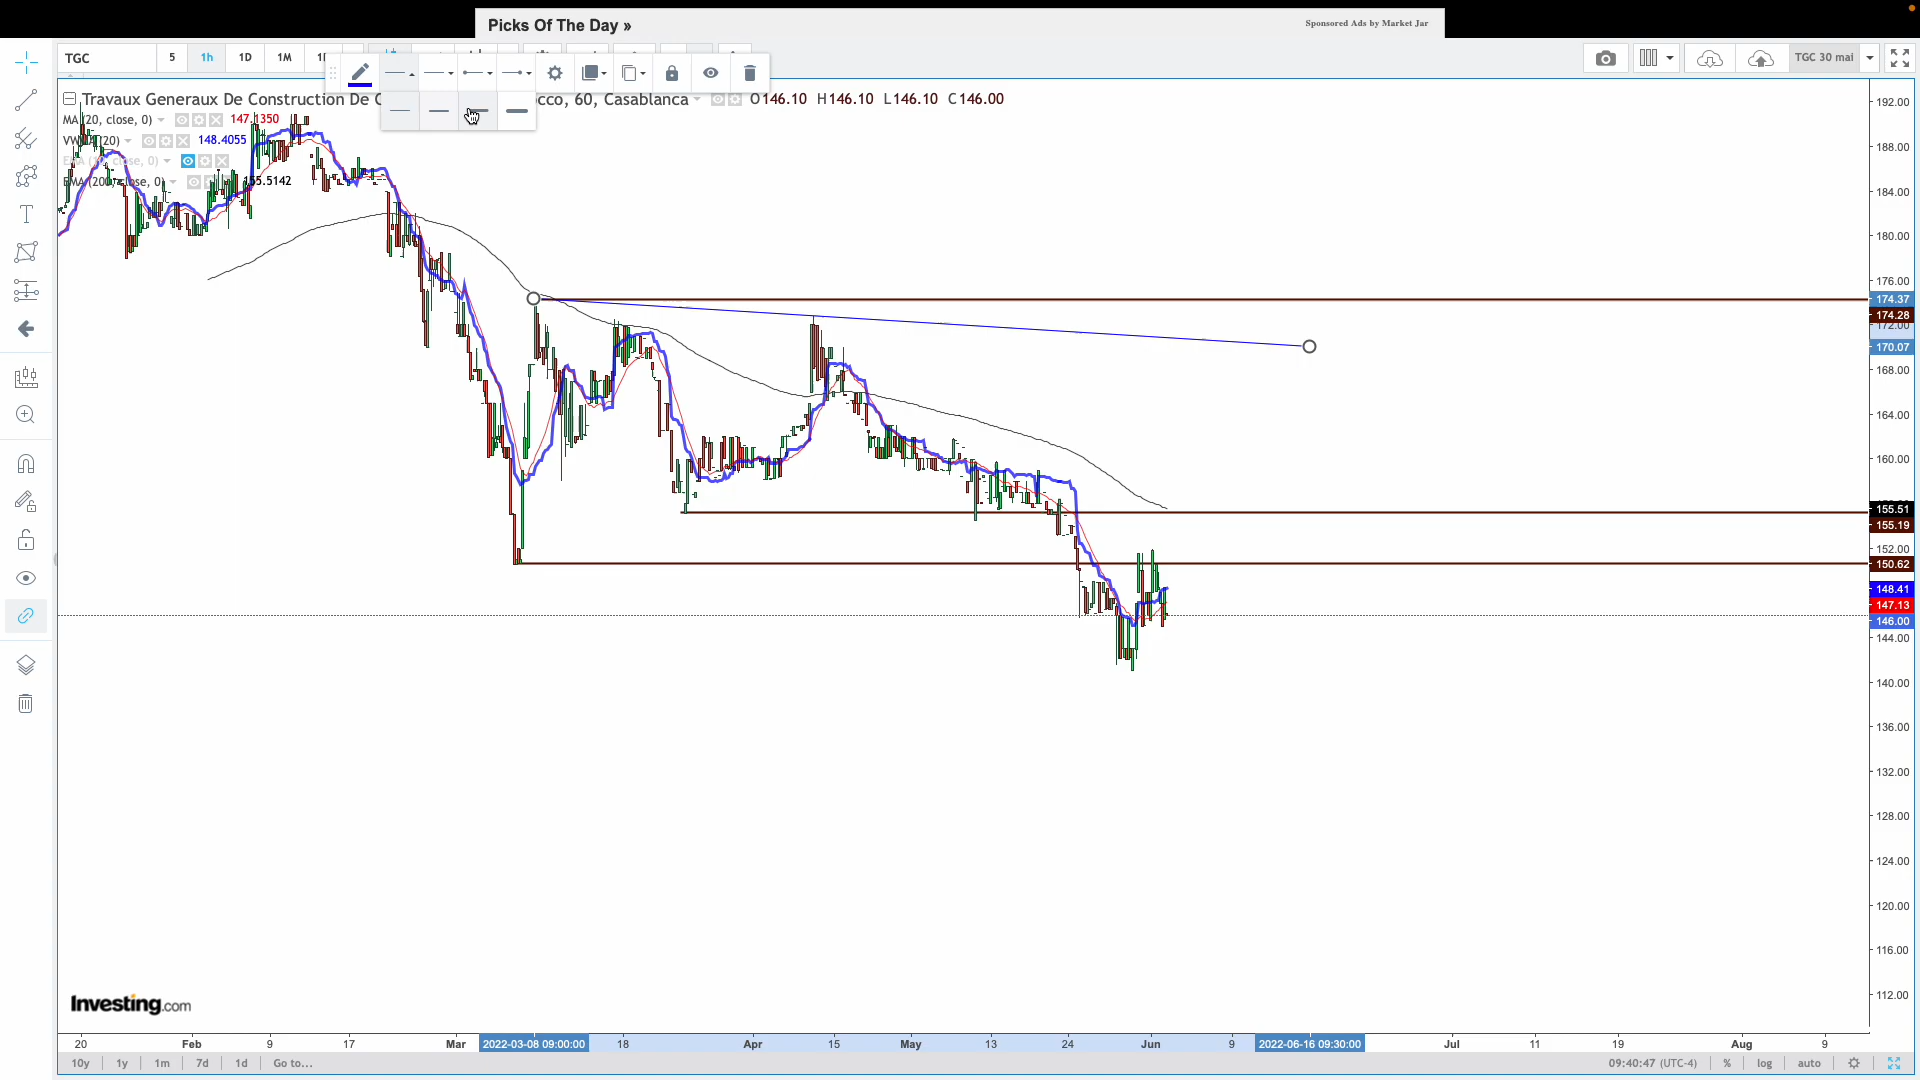 Picks Of The Day »
Sponsored Ads by Market Jar
TGC
5
1h
1D
1M
TGC 30 mai
Travaux Generaux De Construction De C
occo, 60, Casablanca
O146.10 H146.10 L146.10 C146.00
MA (20, close, 0)
147.1350
148.4055
155.5142
192.00
188.00
184.00
180.00
176.00
174.37
174.28
172.00
170.07
168.00
164.00
160.00
155.51
155.19
152.00
150.62
148.41
147.13
146.00
144.00
140.00
136.00
132.00
128.00
124.00
120.00
116.00
112.00
Investing.com
20
Feb
9
17
Mar
2022-03-08 09:00:00
18
Apr
15
May
13
24
Jun
9
2022-06-16 09:30:00
Jul
11
19
Aug
9
10y
1y
1m
7d
1d
Go to...
09:40:47 (UTC-4)
%
log
auto